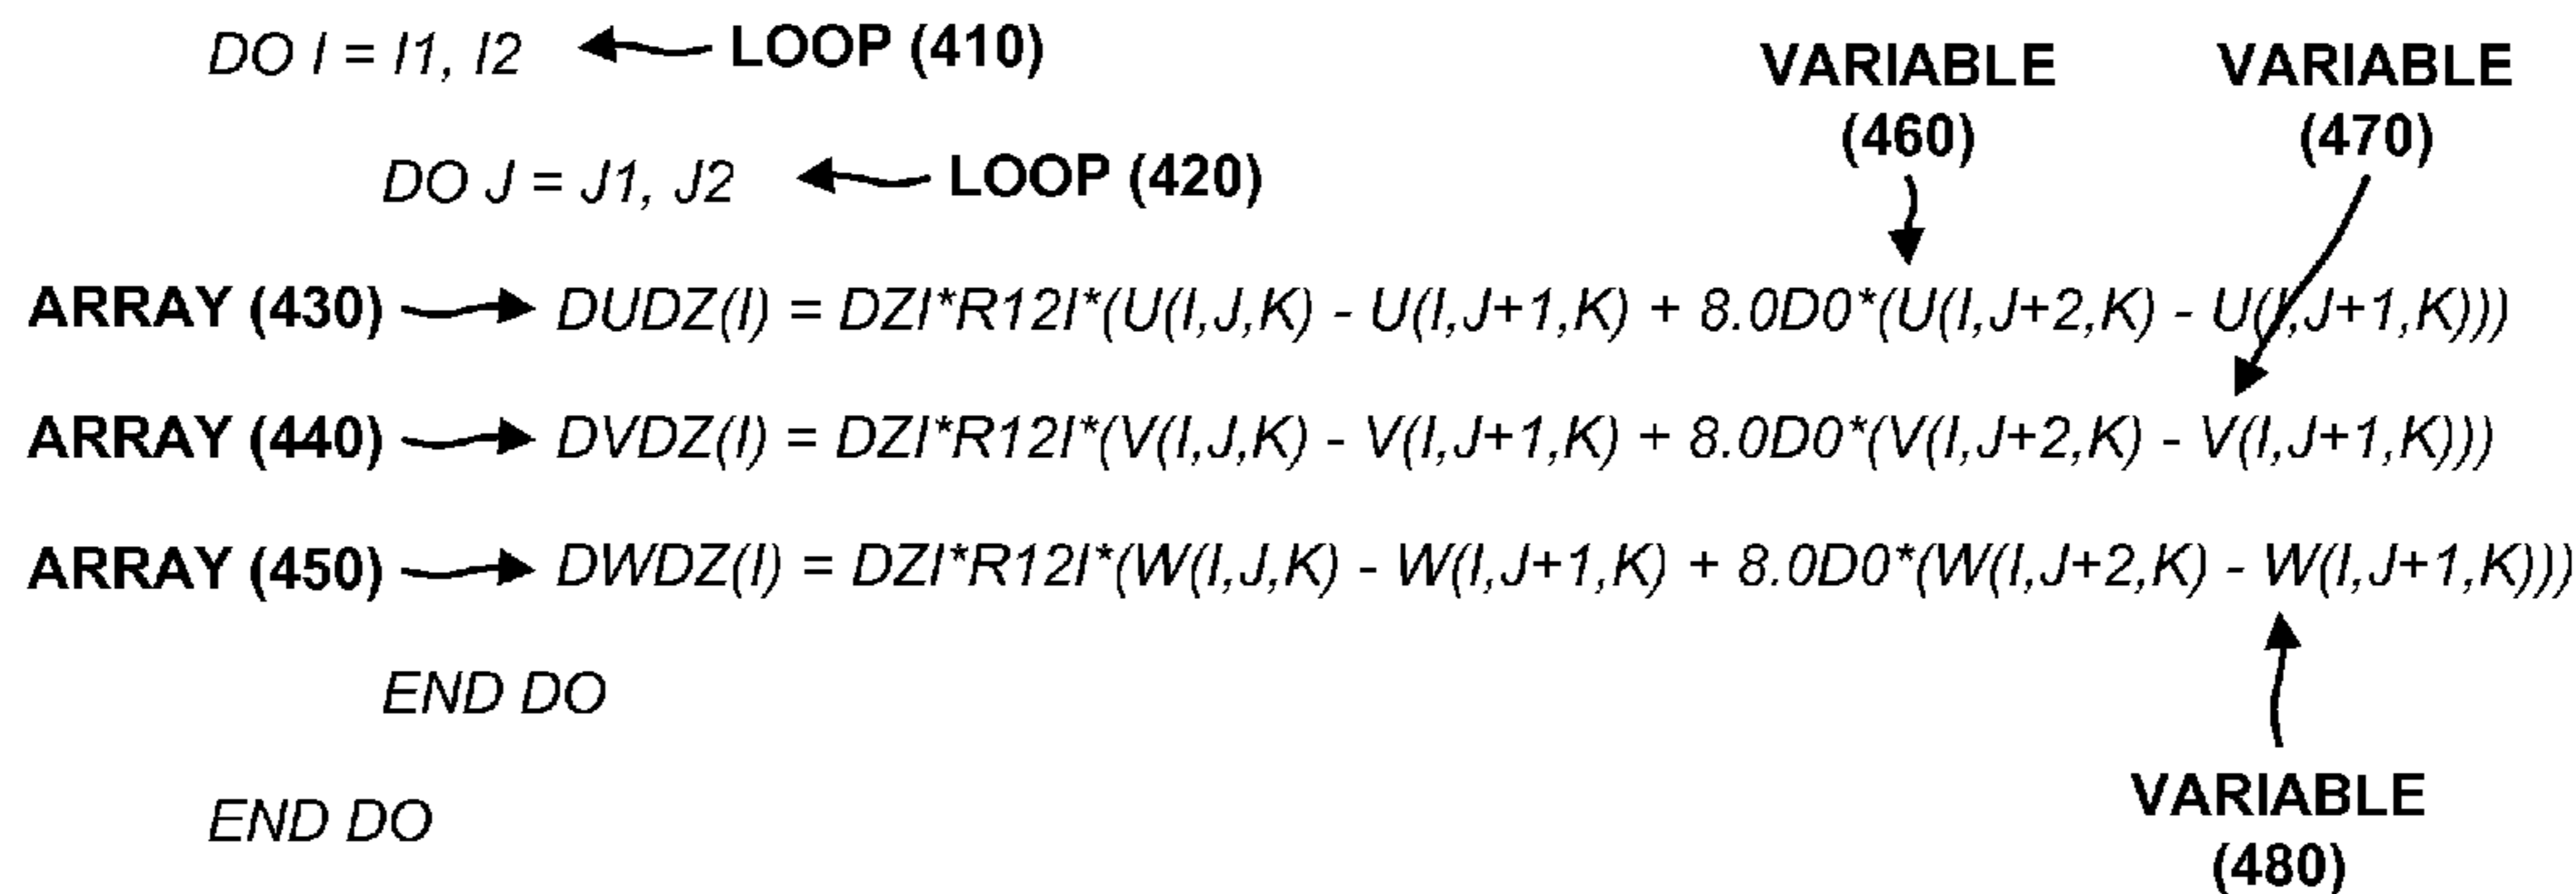 DO I = I1, I2 LOOP (410)
VARIABLE (460)
VARIABLE (470)
DO J = J1, J2 LOOP (420)
ARRAY (430) DUDZ(I) = DZI*R12I*(U(I,J,K) - U(I,J+1,K) + 8.0D0*(U(I,J+2,K) - U(I,J+1,K)))
ARRAY (440) DVDZ(I) = DZI*R12I*(V(I,J,K) - V(I,J+1,K) + 8.0D0*(V(I,J+2,K) - V(I,J+1,K)))
ARRAY (450) DWDZ(I) = DZI*R12I*(W(I,J,K) - W(I,J+1,K) + 8.0D0*(W(I,J+2,K) - W(I,J+1,K)))
END DO
END DO
VARIABLE
(480)